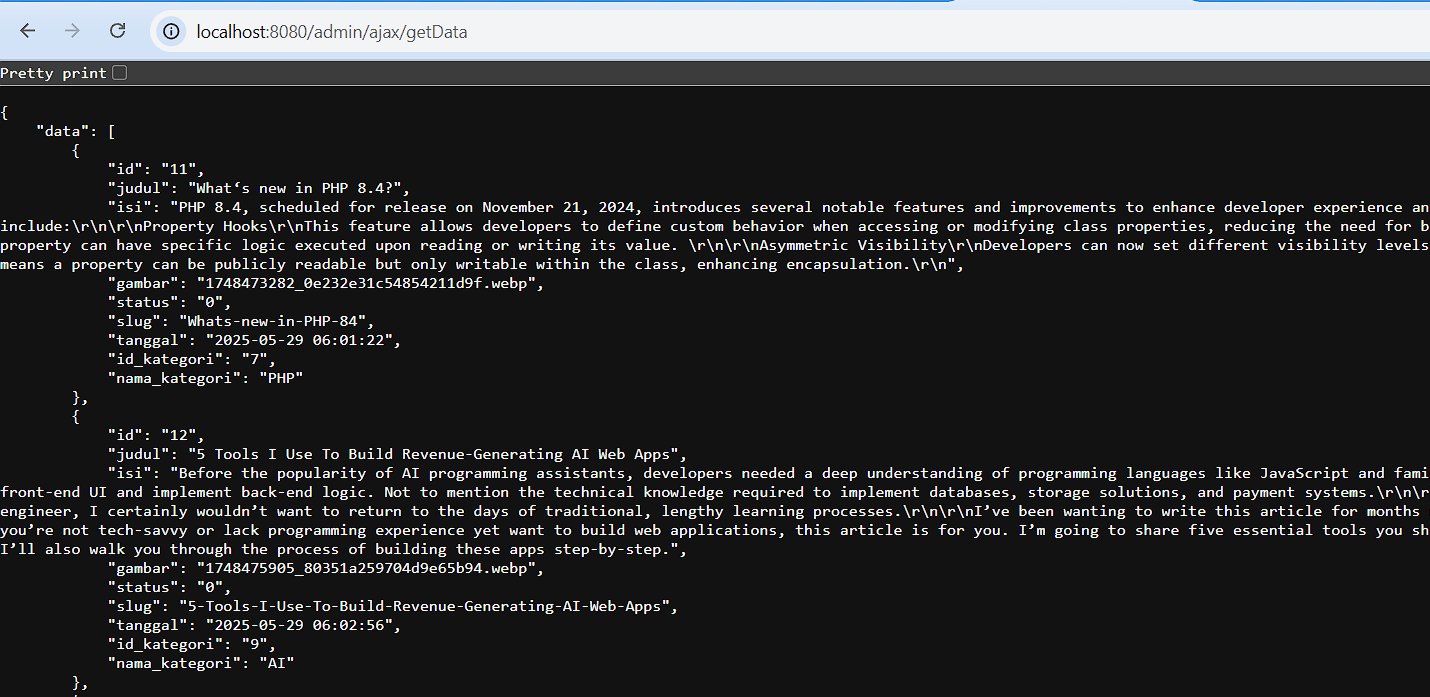 localhost:8080/admin/ajax/getData
Pretty print
{
"data": [
{
"id": "11",
"judul": "What‘s new in PHP 8.4?",
"isi": "PHP 8.4, scheduled for release on November 21, 2024, introduces several notable features and improvements to enhance developer experience an
include:\r\n\r\nProperty Hooks\r\nThis feature allows developers to define custom behavior when accessing or modifying class properties, reducing the need for b
property can have specific logic executed upon reading or writing its value. \r\n\r\nAsymmetric Visibility\r\nDevelopers can now set different visibility levels
means a property can be publicly readable but only writable within the class, enhancing encapsulation.\r\n",
"gambar": "1748473282_0e232e31c54854211d9f.webp",
"status": "0",
"slug": "Whats-new-in-PHP-84",
"tanggal": "2025-05-29 06:01:22",
"id_kategori": "7",
"nama_kategori": "PHP"
},
{
"id": "12",
"judul": "5 Tools I Use To Build Revenue-Generating AI Web Apps",
"isi": "Before the popularity of AI programming assistants, developers needed a deep understanding of programming languages like JavaScript and fami
front-end UI and implement back-end logic. Not to mention the technical knowledge required to implement databases, storage solutions, and payment systems.\r\n\r
engineer, I certainly wouldn’t want to return to the days of traditional, lengthy learning processes.\r\n\r\nI’ve been wanting to write this article for months
you’re not tech-savvy or lack programming experience yet want to build web applications, this article is for you. I’m going to share five essential tools you sh
I’ll also walk you through the process of building these apps step-by-step.",
"gambar": "1748475905_80351a259704d9e65b94.webp",
"status": "0",
"slug": "5-Tools-I-Use-To-Build-Revenue-Generating-AI-Web-Apps",
"tanggal": "2025-05-29 06:02:56",
"id_kategori": "9",
"nama_kategori": "AI"
},